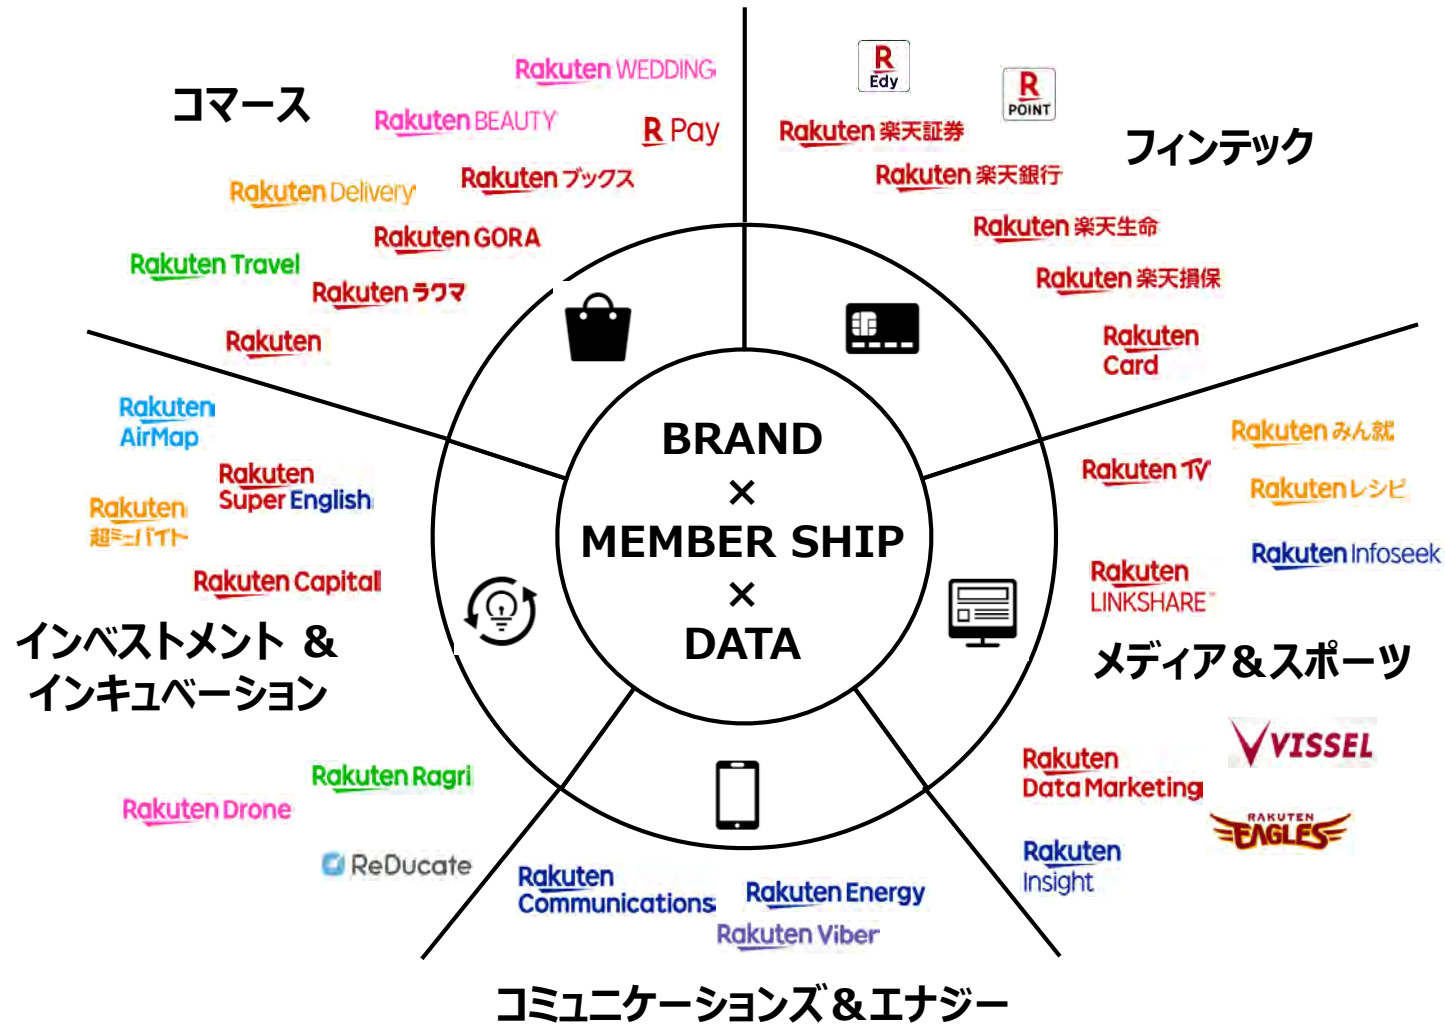 コマース
Rakuten WEDDING
Rakuten BEAUTY
R Pay
Rakuten ブックス
Rakuten Delivery
Rakuten GORA
Rakuten Travel
Rakuten ラクマ
Rakuten
フィンテック
R
Edy
R
POINT
Rakuten 楽天証券
Rakuten 楽天銀行
Rakuten 楽天生命
Rakuten 楽天損保
Rakuten
Card
BRAND
×
MEMBER SHIP
×
DATA
Rakuten
AirMap
Rakuten
Super English
Rakuten
超ミニバイト
Rakuten Capital
インベストメント &
インキュベーション
Rakuten Ragri
Rakuten Drone
ReDucate
Rakuten みん就
Rakuten TV
Rakuten レシピ
Rakuten Infoseek
Rakuten
LINKSHARE
メディア&スポーツ
VISSEL
Rakuten
Data Marketing
RAKUTEN
EAGLES
Rakuten
Insight
Rakuten
Communications
Rakuten Energy
Rakuten Viber
コミュニケーションズ&エナジー